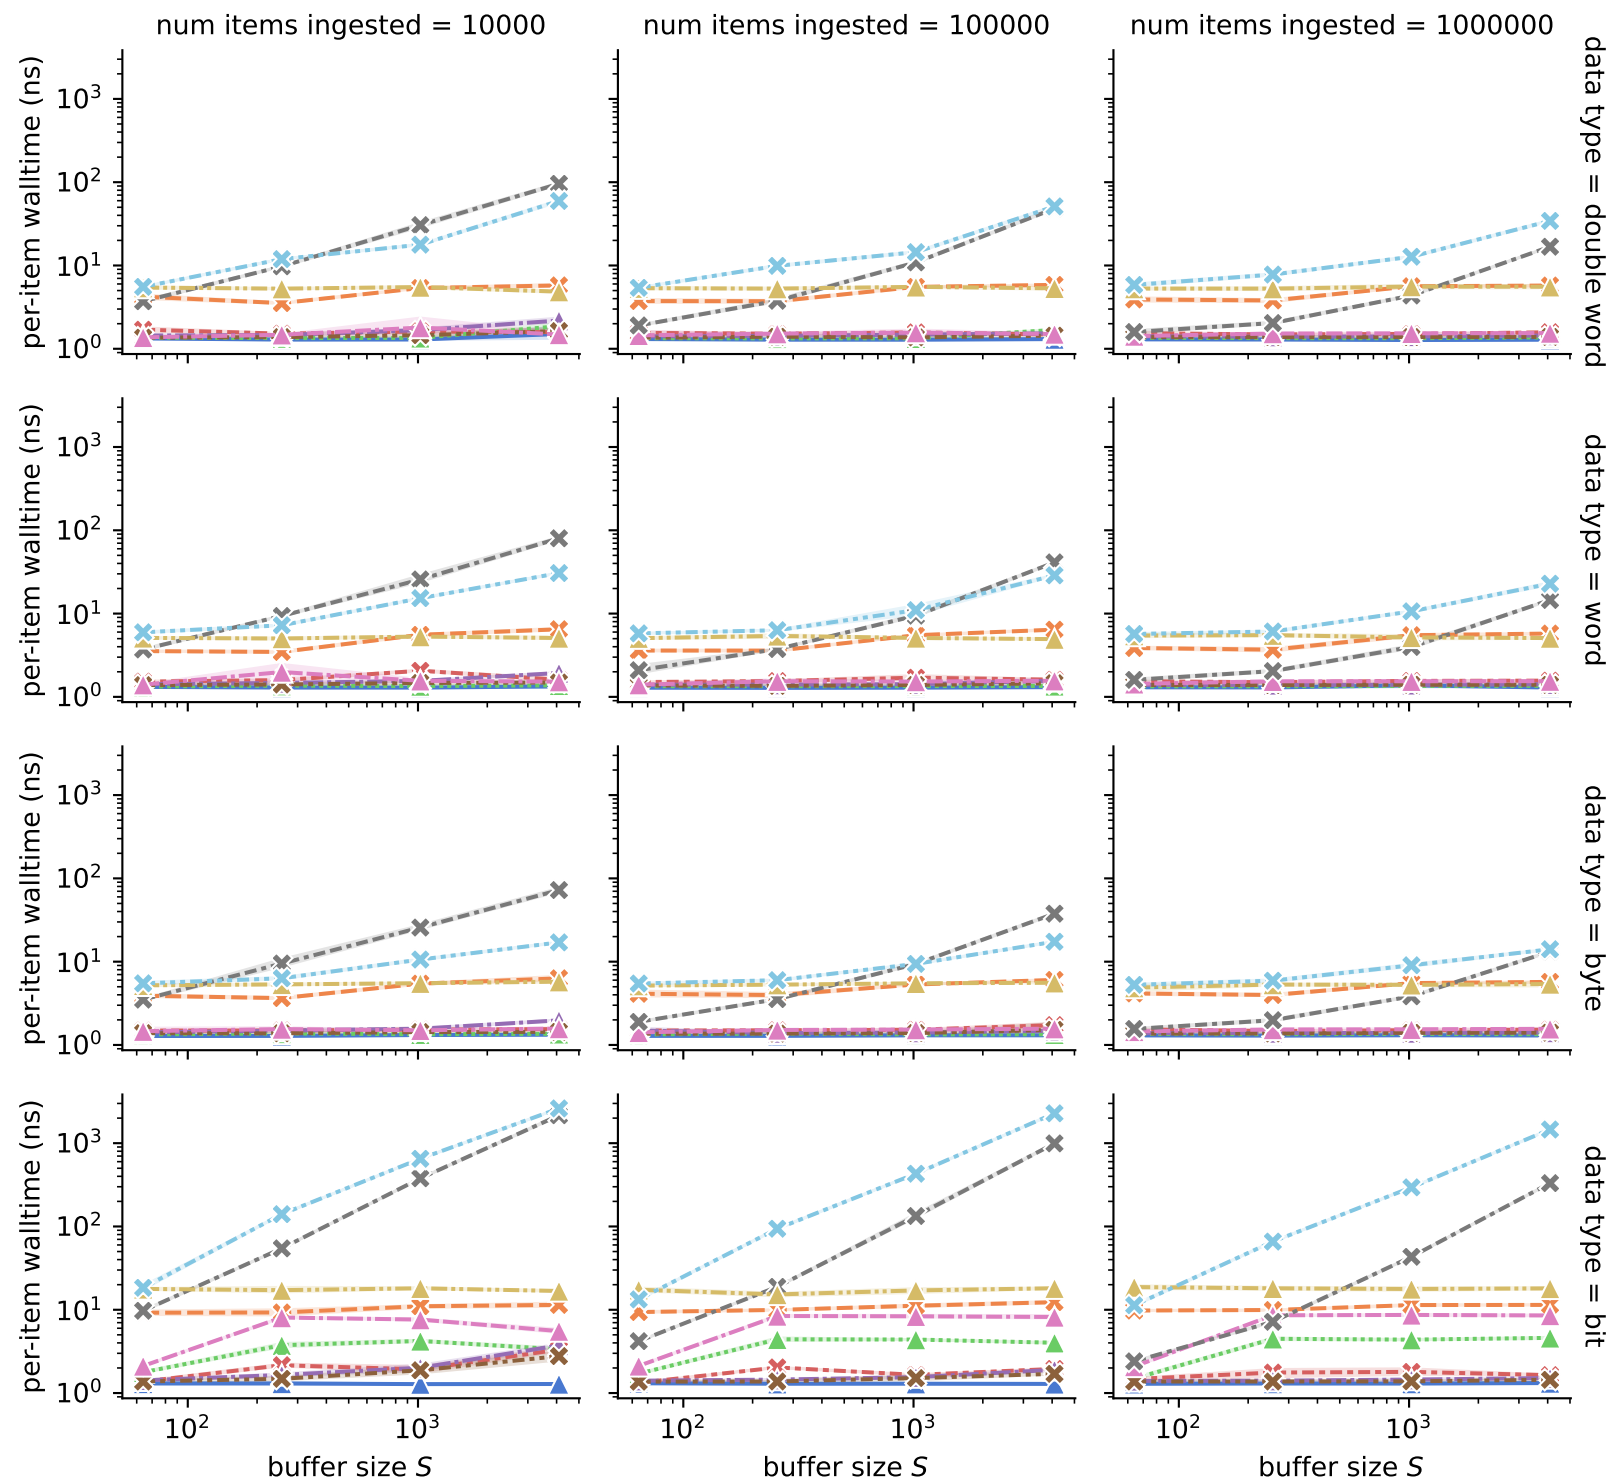 num items ingested = 10000
num items ingested = 100000
num items ingested = 1000000
per-item walltime (ns)
10³
10²
10¹
10⁰
data type = double word
per-item walltime (ns)
10³
10²
10¹
10⁰
data type = word
per-item walltime (ns)
10³
10²
10¹
10⁰
data type = byte
per-item walltime (ns)
10³
10²
10¹
10⁰
data type = bit
10²
10³
10²
10³
10²
10³
buffer size S
buffer size S
buffer size S